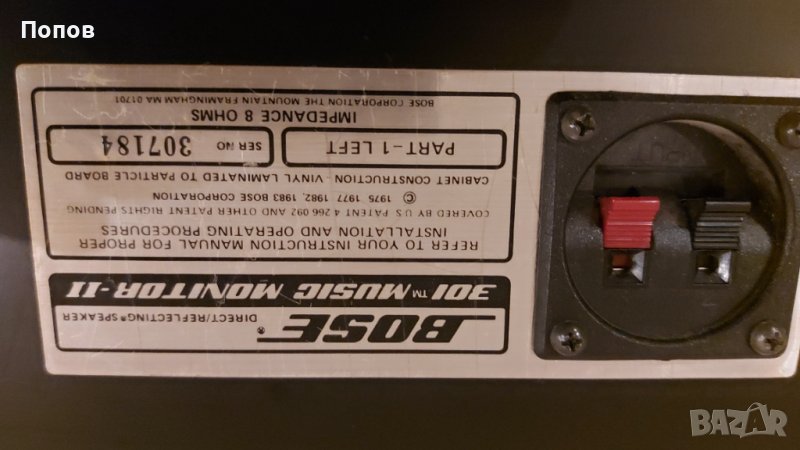 Попов
BOSE®
DIRECT/REFLECTING® SPEAKER
301™ MUSIC MONITOR-II
REFER TO YOUR INSTRUCTION MANUAL FOR PROPER
INSTALLATION AND OPERATING PROCEDURES
COVERED BY U.S. PATENT 4 266 092 AND OTHER PATENT RIGHTS PENDING
© 1975 1977 1982, 1983 BOSE CORPORATION
CABINET CONSTRUCTION VINYL LAMINATED TO PARTICLE BOARD
PART-1 LEFT
SER NO 307184
IMPEDANCE 8 OHMS
BOSE CORPORATION THE MOUNTAIN FRAMINGHAM MA 01701
BAZAR